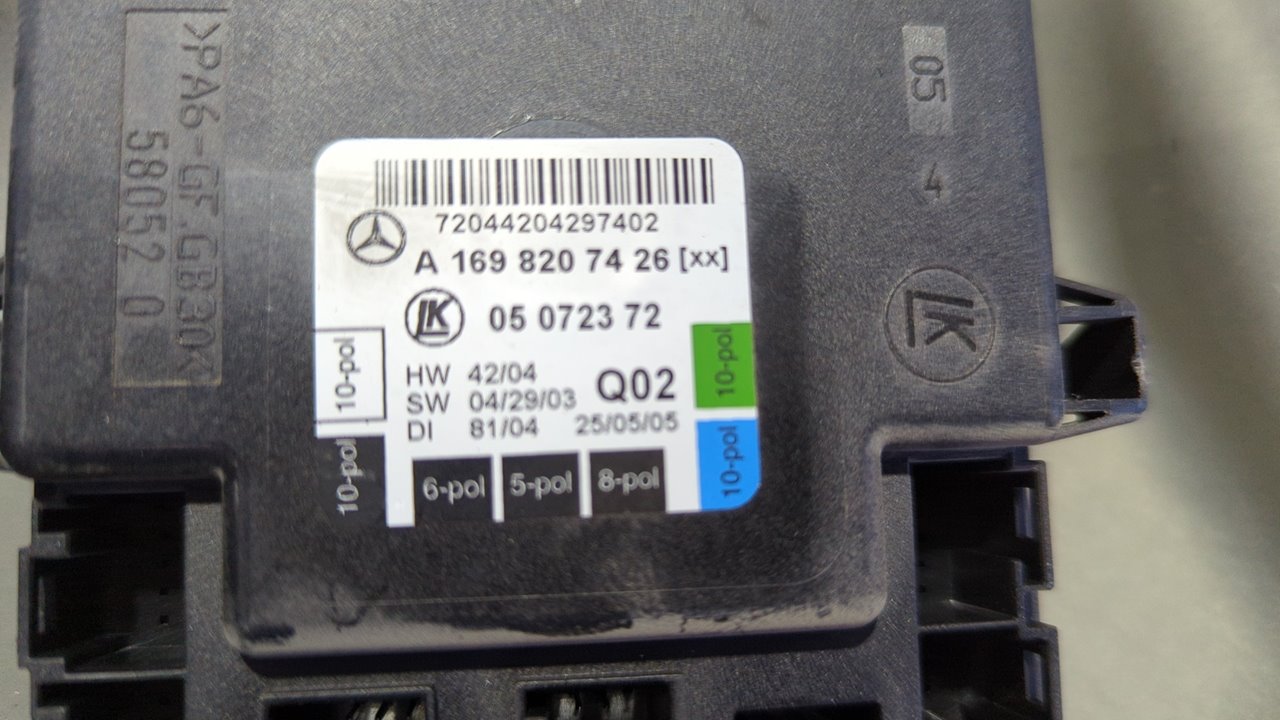 >PA6-GF.GB30K
58052 0
05
4
LK
72044204297402
A 169 820 74 26 [xx]
LK
05 0723 72
10-pol
HW 42/04
SW 04/29/03
DI 81/04
Q02
25/05/05
10-pol
10-pol
10-pol
6-pol
5-pol
8-pol